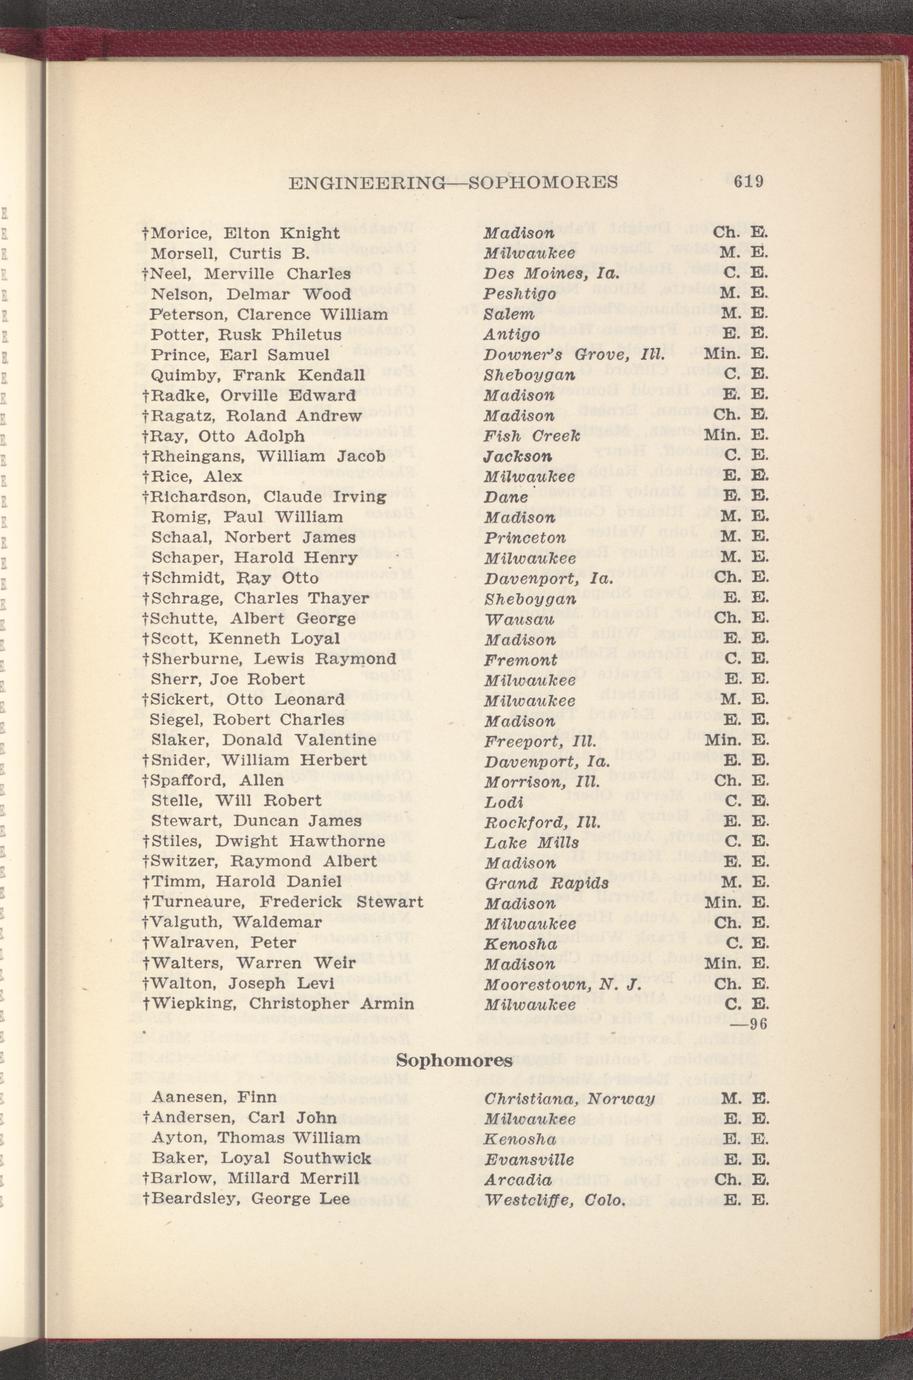 ENGINEERING—SOPHOMORES 619
†Morice, Elton Knight Madison Ch. E.
Morsell, Curtis B. Milwaukee M. E.
†Neel, Merville Charles Des Moines, Ia. C. E.
Nelson, Delmar Wood Peshtigo M. E.
Peterson, Clarence William Salem M. E.
Potter, Rusk Philetus Antigo E. E.
Prince, Earl Samuel Downer's Grove, Ill. Min. E.
Quimby, Frank Kendall Sheboygan C. E.
†Radke, Orville Edward Madison E. E.
†Ragatz, Roland Andrew Madison Ch. E.
†Ray, Otto Adolph Fish Creek Min. E.
†Rheingans, William Jacob Jackson C. E.
†Rice, Alex Milwaukee E. E.
†Richardson, Claude Irving Dane E. E.
Romig, Paul William Madison M. E.
Schaal, Norbert James Princeton M. E.
Schaper, Harold Henry Milwaukee M. E.
†Schmidt, Ray Otto Davenport, Ia. Ch. E.
†Schrage, Charles Thayer Sheboygan E. E.
†Schutte, Albert George Wausau Ch. E.
†Scott, Kenneth Loyal Madison E. E.
†Sherburne, Lewis Raymond Fremont C. E.
Sherr, Joe Robert Milwaukee E. E.
†Sickert, Otto Leonard Milwaukee M. E.
Siegel, Robert Charles Madison E. E.
Slaker, Donald Valentine Freeport, Ill. Min. E.
†Snider, William Herbert Davenport, Ia. E. E.
†Spafford, Allen Morrison, Ill. Ch. E.
Stelle, Will Robert Lodi C. E.
Stewart, Duncan James Rockford, Ill. E. E.
†Stiles, Dwight Hawthorne Lake Mills C. E.
†Switzer, Raymond Albert Madison E. E.
†Timm, Harold Daniel Grand Rapids M. E.
†Turneaure, Frederick Stewart Madison Min. E.
†Valguth, Waldemar Milwaukee Ch. E.
†Walraven, Peter Kenosha C. E.
†Walters, Warren Weir Madison Min. E.
†Walton, Joseph Levi Moorestown, N. J. Ch. E.
†Wiepking, Christopher Armin Milwaukee C. E.
—96
Sophomores
Aanesen, Finn Christiana, Norway M. E.
†Andersen, Carl John Milwaukee E. E.
Ayton, Thomas William Kenosha E. E.
Baker, Loyal Southwick Evansville E. E.
†Barlow, Millard Merrill Arcadia Ch. E.
†Beardsley, George Lee Westcliffe, Colo. E. E.